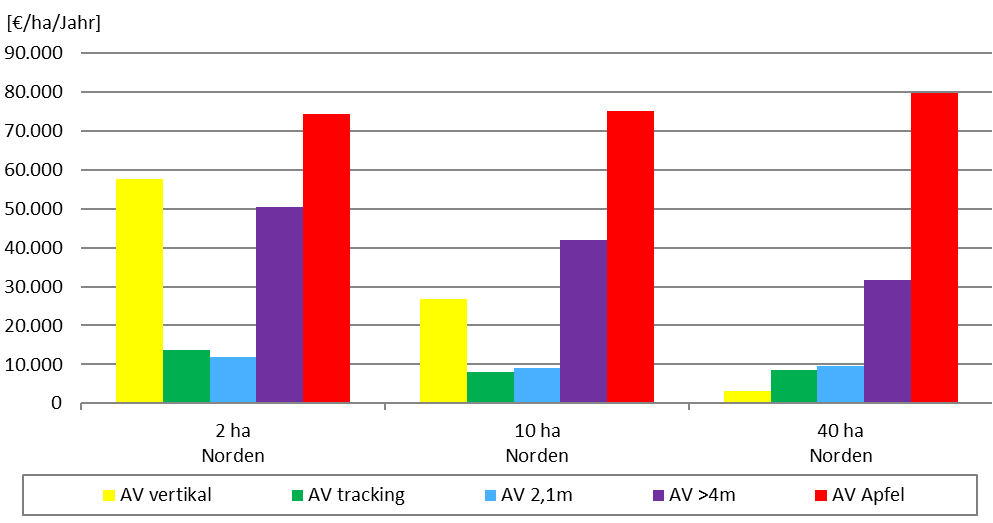 [€/ha/Jahr]
90.000
80.000
70.000
60.000
50.000
40.000
30.000
20.000
10.000
0
2 ha 10 ha 40 ha
Norden Norden Norden
AV vertikal AV tracking AV 2,1m AV >4m AV Apfel